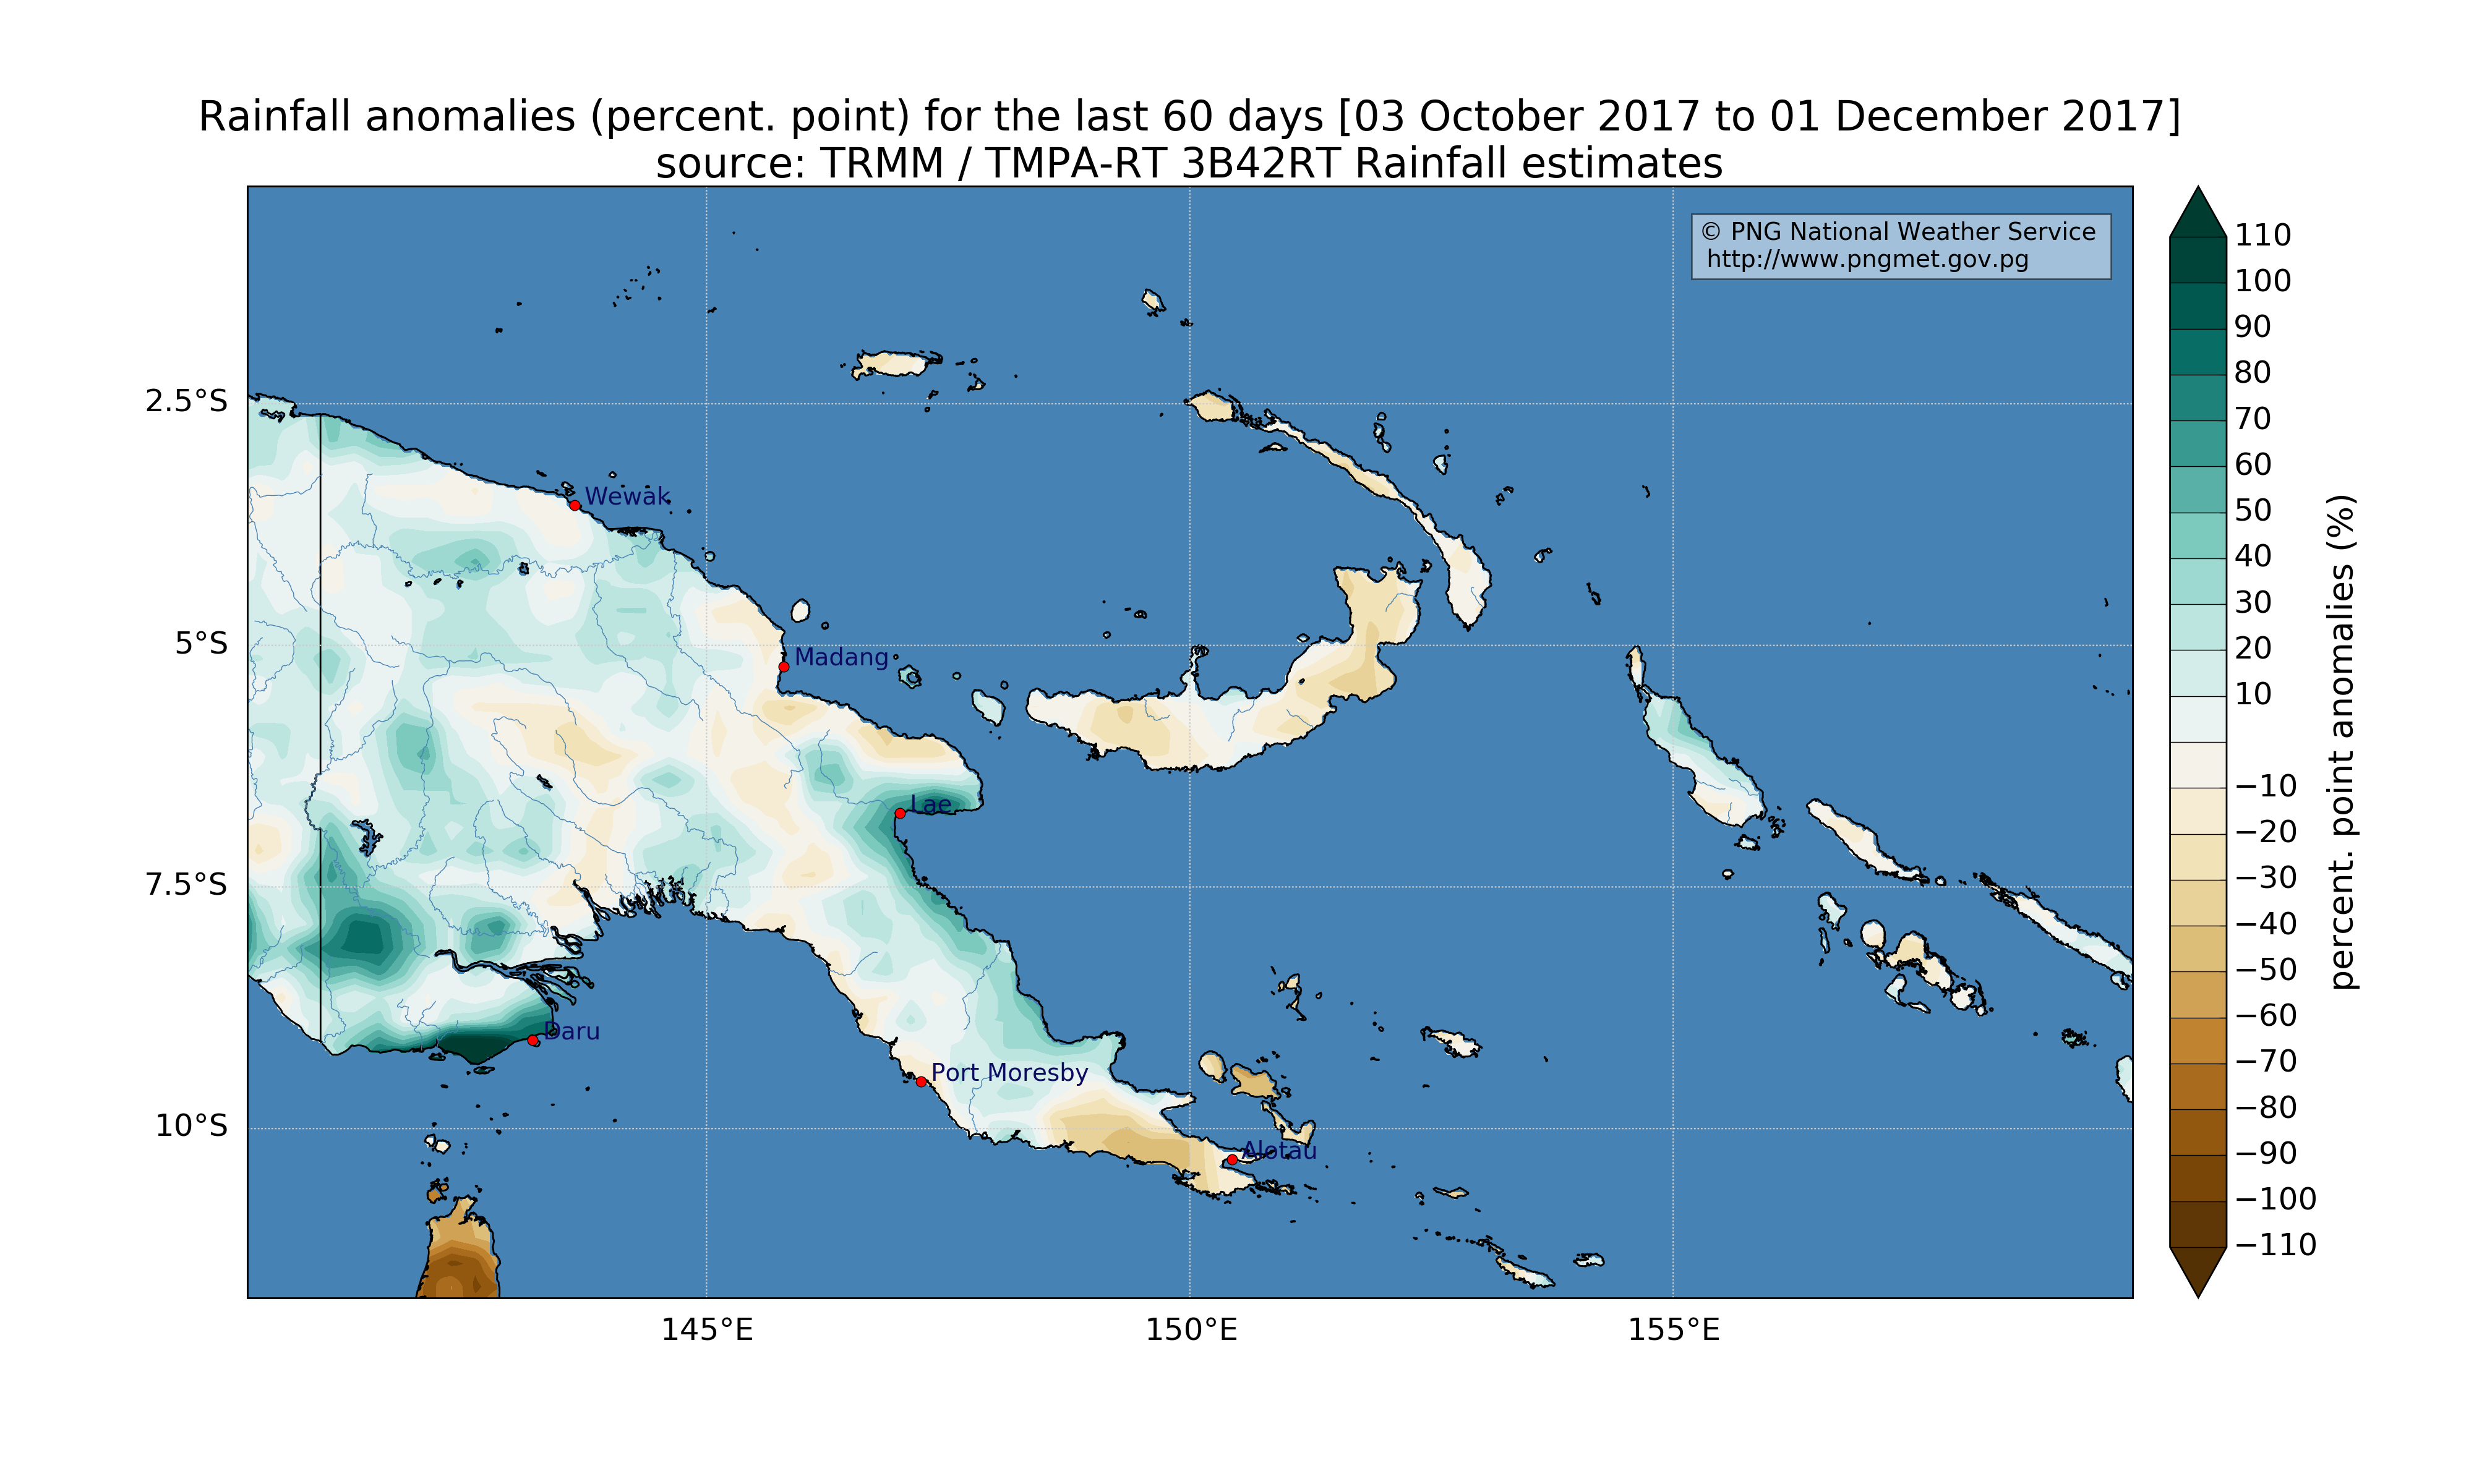 Rainfall anomalies (percent. point) for the last 60 days [03 October 2017 to 01 December 2017]
source: TRMM / TMPA-RT 3B42RT Rainfall estimates
© PNG National Weather Service
http://www.pngmet.gov.pg
2.5°S
5°S
7.5°S
10°S
Wewak
Madang
Lae
Daru
Port Moresby
Alotau
145°E
150°E
155°E
110
100
90
80
70
60
50
40
30
20
10
−10
−20
−30
−40
−50
−60
−70
−80
−90
−100
−110
percent. point anomalies (%)